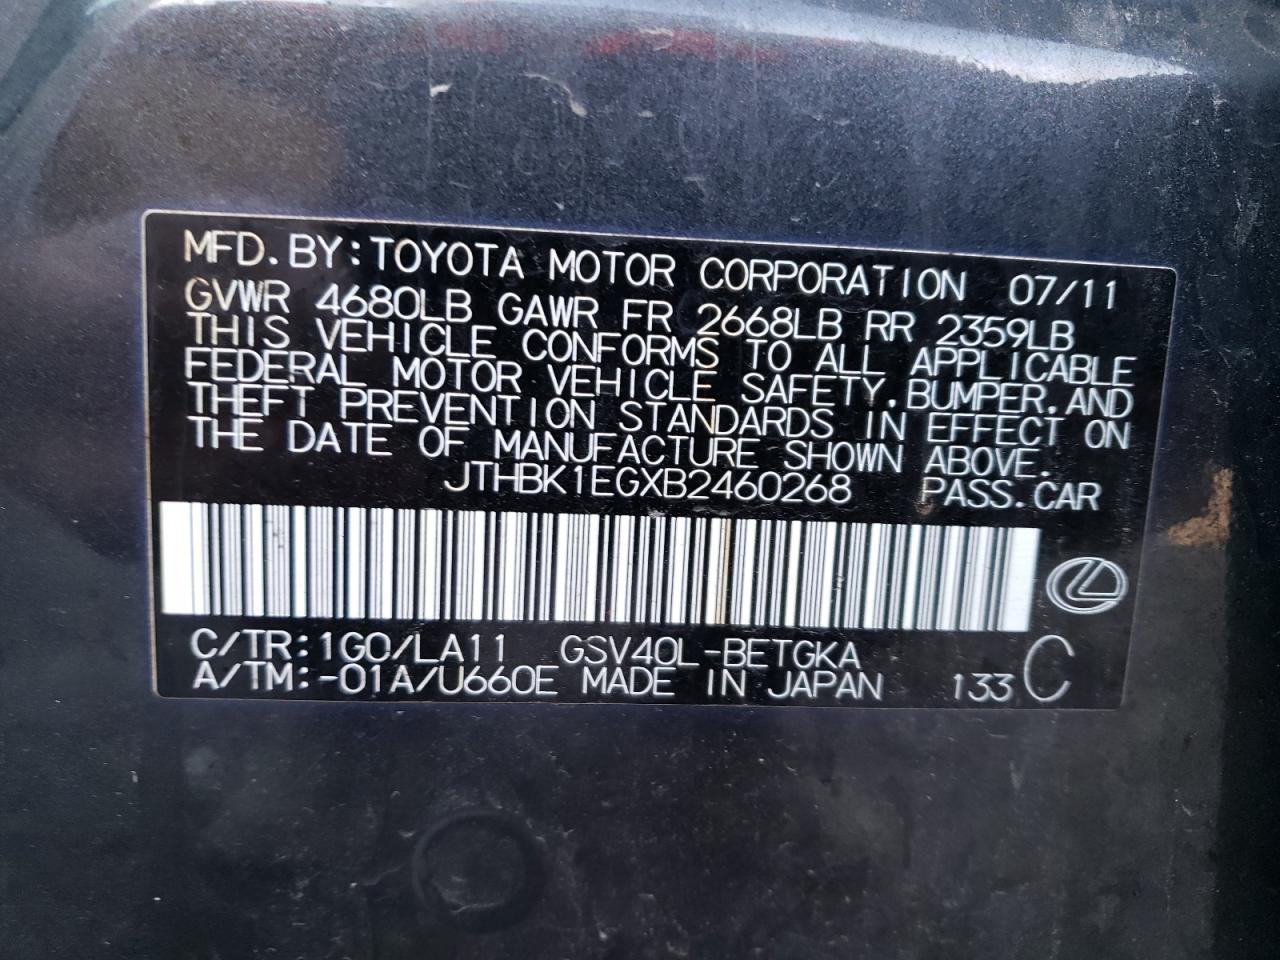 MFD. BY: TOYOTA MOTOR CORPORATION 07/11
GVWR 4680LB GAWR FR 2668LB RR 2359LB
THIS VEHICLE CONFORMS TO ALL APPLICABLE
FEDERAL MOTOR VEHICLE SAFETY, BUMPER, AND
THEFT PREVENTION STANDARDS IN EFFECT ON
THE DATE OF MANUFACTURE SHOWN ABOVE.
JTHBK1EGXB2460268 PASS. CAR
C/TR: 1G0/LA11 GSV40L-BETGKA
A/TM: -01A/U660E MADE IN JAPAN 133 C